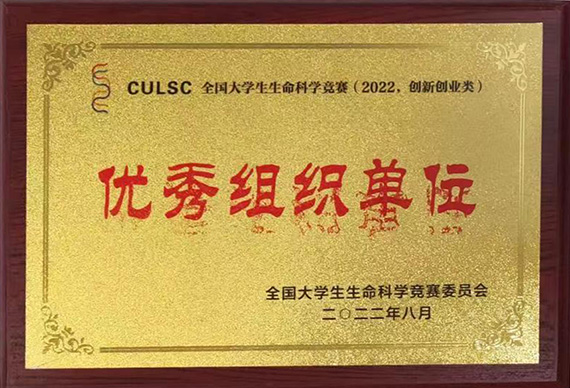 CULSC 全国大学生生命科学竞赛（2022，创新创业类）
优秀组织单位
全国大学生生命科学竞赛委员会
二〇二二年八月